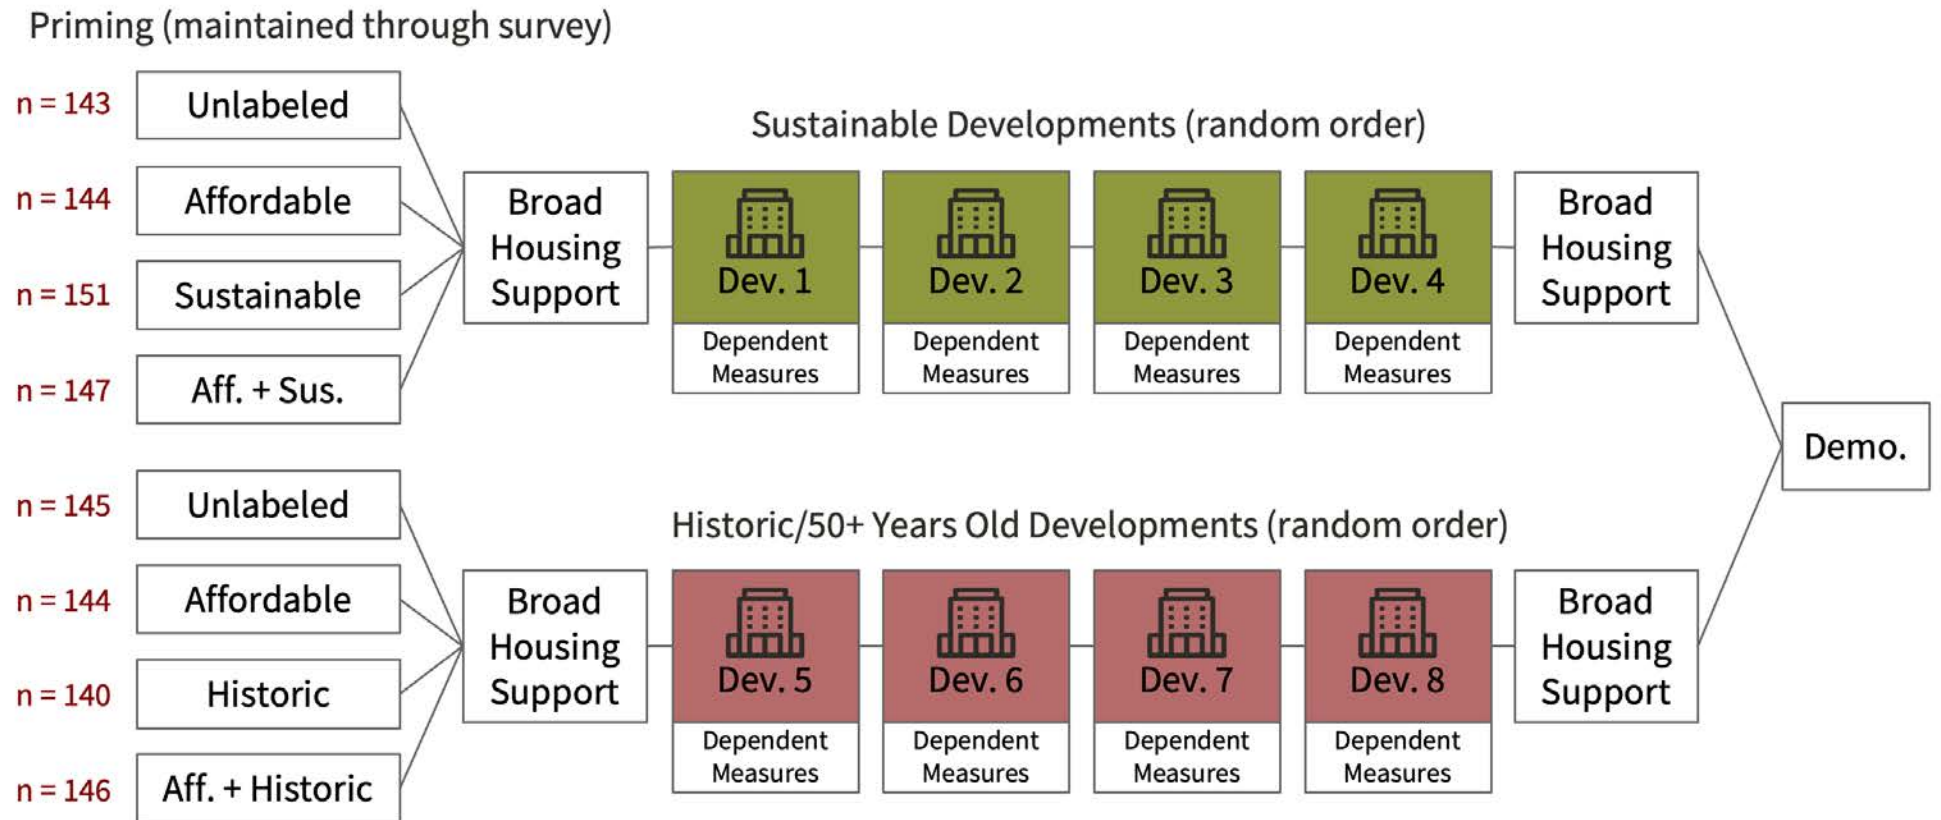 Priming (maintained through survey)
n = 143
Unlabeled
n = 144
Affordable
n = 151
Sustainable
n = 147
Aff. + Sus.
Broad
Housing
Support
Sustainable Developments (random order)
Dev. 1
Dependent
Measures
Dev. 2
Dependent
Measures
Dev. 3
Dependent
Measures
Dev. 4
Dependent
Measures
Broad
Housing
Support
n = 145
Unlabeled
n = 144
Affordable
n = 140
Historic
n = 146
Aff. + Historic
Broad
Housing
Support
Historic/50+ Years Old Developments (random order)
Dev. 5
Dependent
Measures
Dev. 6
Dependent
Measures
Dev. 7
Dependent
Measures
Dev. 8
Dependent
Measures
Broad
Housing
Support
Demo.